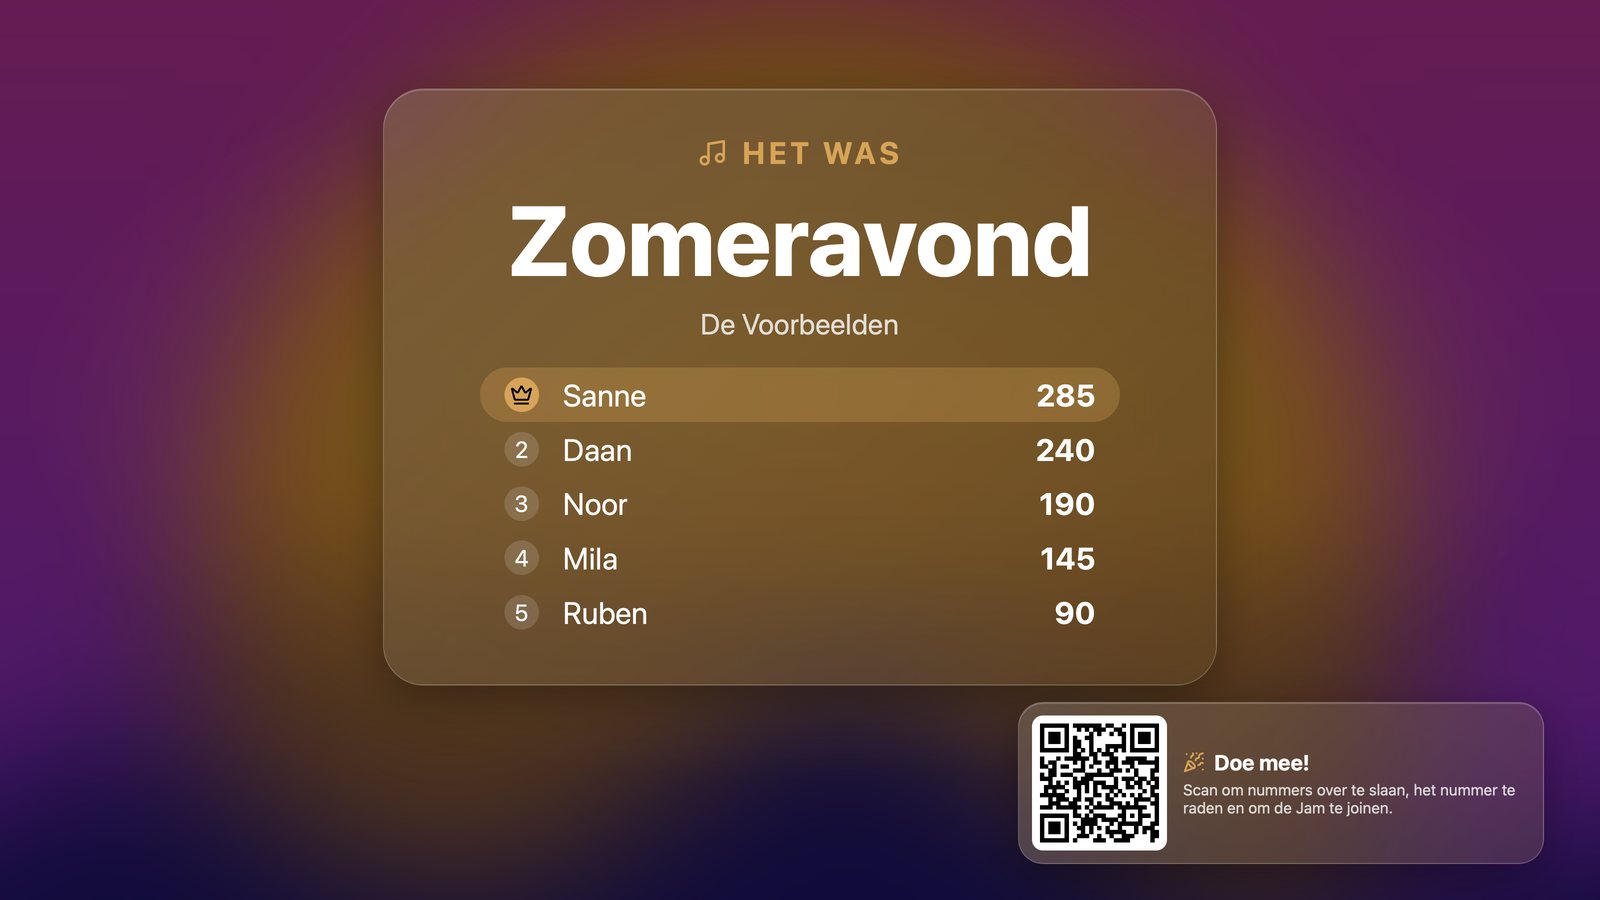 HET WAS
Zomeravond
De Voorbeelden
Sanne 285
2 Daan 240
3 Noor 190
4 Mila 145
5 Ruben 90
Doe mee!
Scan om nummers over te slaan, het nummer te
raden en om de Jam te joinen.